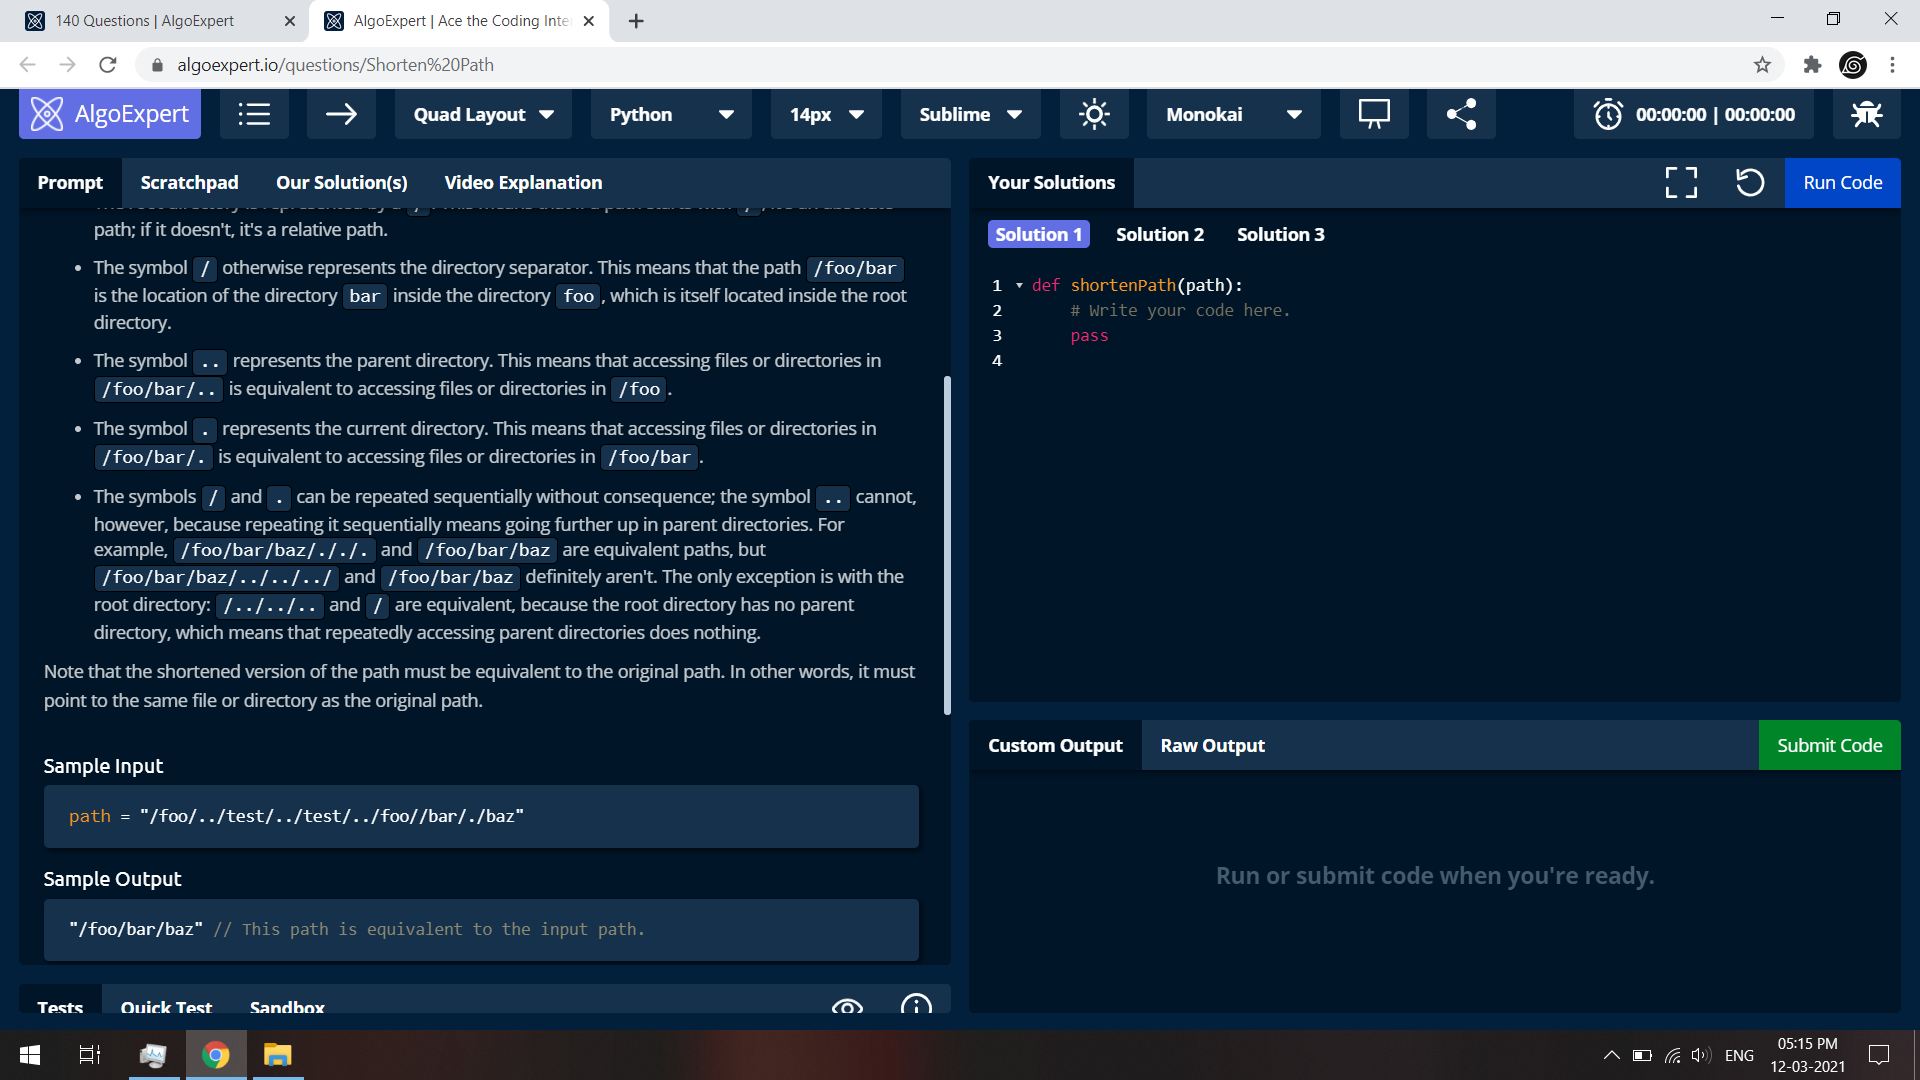 140 Questions | AlgoExpert
AlgoExpert | Ace the Coding Inte
algoexpert.io/questions/Shorten%20Path
AlgoExpert
Quad Layout
Python
14px
Sublime
Monokai
00:00:00 | 00:00:00
Prompt Scratchpad Our Solution(s) Video Explanation
path; if it doesn't, it's a relative path.
• The symbol / otherwise represents the directory separator. This means that the path /foo/bar
is the location of the directory bar inside the directory foo , which is itself located inside the root
directory.
• The symbol .. represents the parent directory. This means that accessing files or directories in
/foo/bar/.. is equivalent to accessing files or directories in /foo .
• The symbol . represents the current directory. This means that accessing files or directories in
/foo/bar/. is equivalent to accessing files or directories in /foo/bar .
• The symbols / and . can be repeated sequentially without consequence; the symbol .. cannot,
however, because repeating it sequentially means going further up in parent directories. For
example, /foo/bar/baz/././. and /foo/bar/baz are equivalent paths, but
/foo/bar/baz/../../../ and /foo/bar/baz definitely aren't. The only exception is with the
root directory: /../../.. and / are equivalent, because the root directory has no parent
directory, which means that repeatedly accessing parent directories does nothing.
Note that the shortened version of the path must be equivalent to the original path. In other words, it must
point to the same file or directory as the original path.
Sample Input
path = "/foo/../test/../test/../foo//bar/./baz"
Sample Output
"/foo/bar/baz" // This path is equivalent to the input path.
Tests Quick Test Sandbox
Your Solutions
Run Code
Solution 1 Solution 2 Solution 3
1 def shortenPath(path):
2 # Write your code here.
3 pass
4
Custom Output Raw Output
Submit Code
Run or submit code when you're ready.
ENG
05:15 PM
12-03-2021